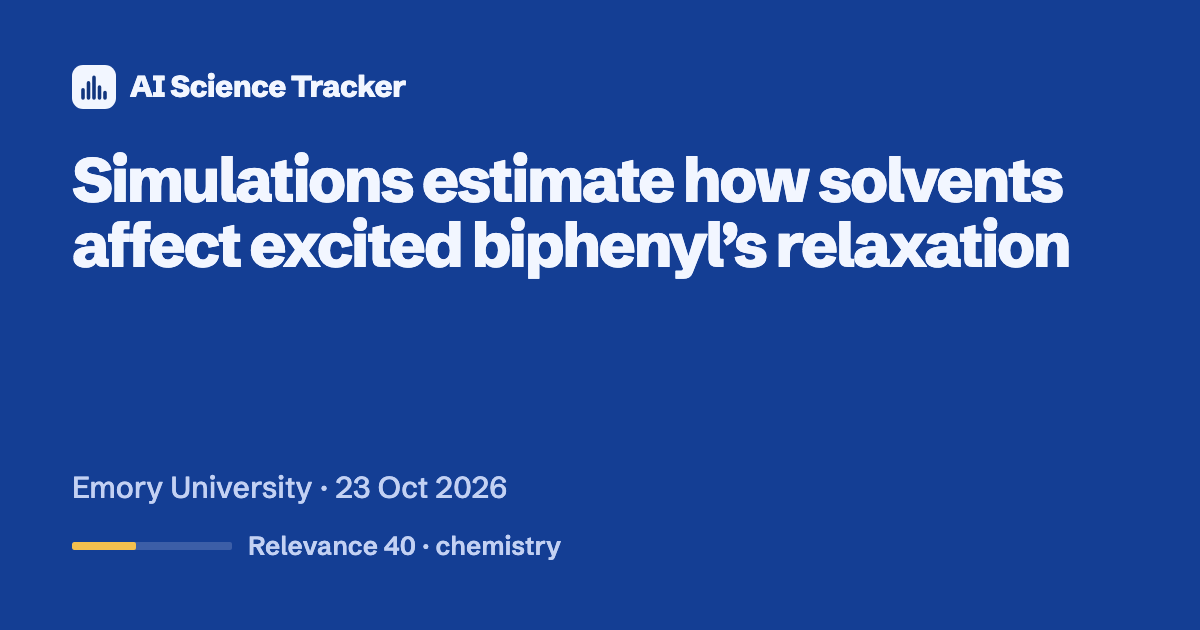 AI Science Tracker
Simulations estimate how solvents
affect excited biphenyl’s relaxation
Emory University · 23 Oct 2026
Relevance 40 · chemistry